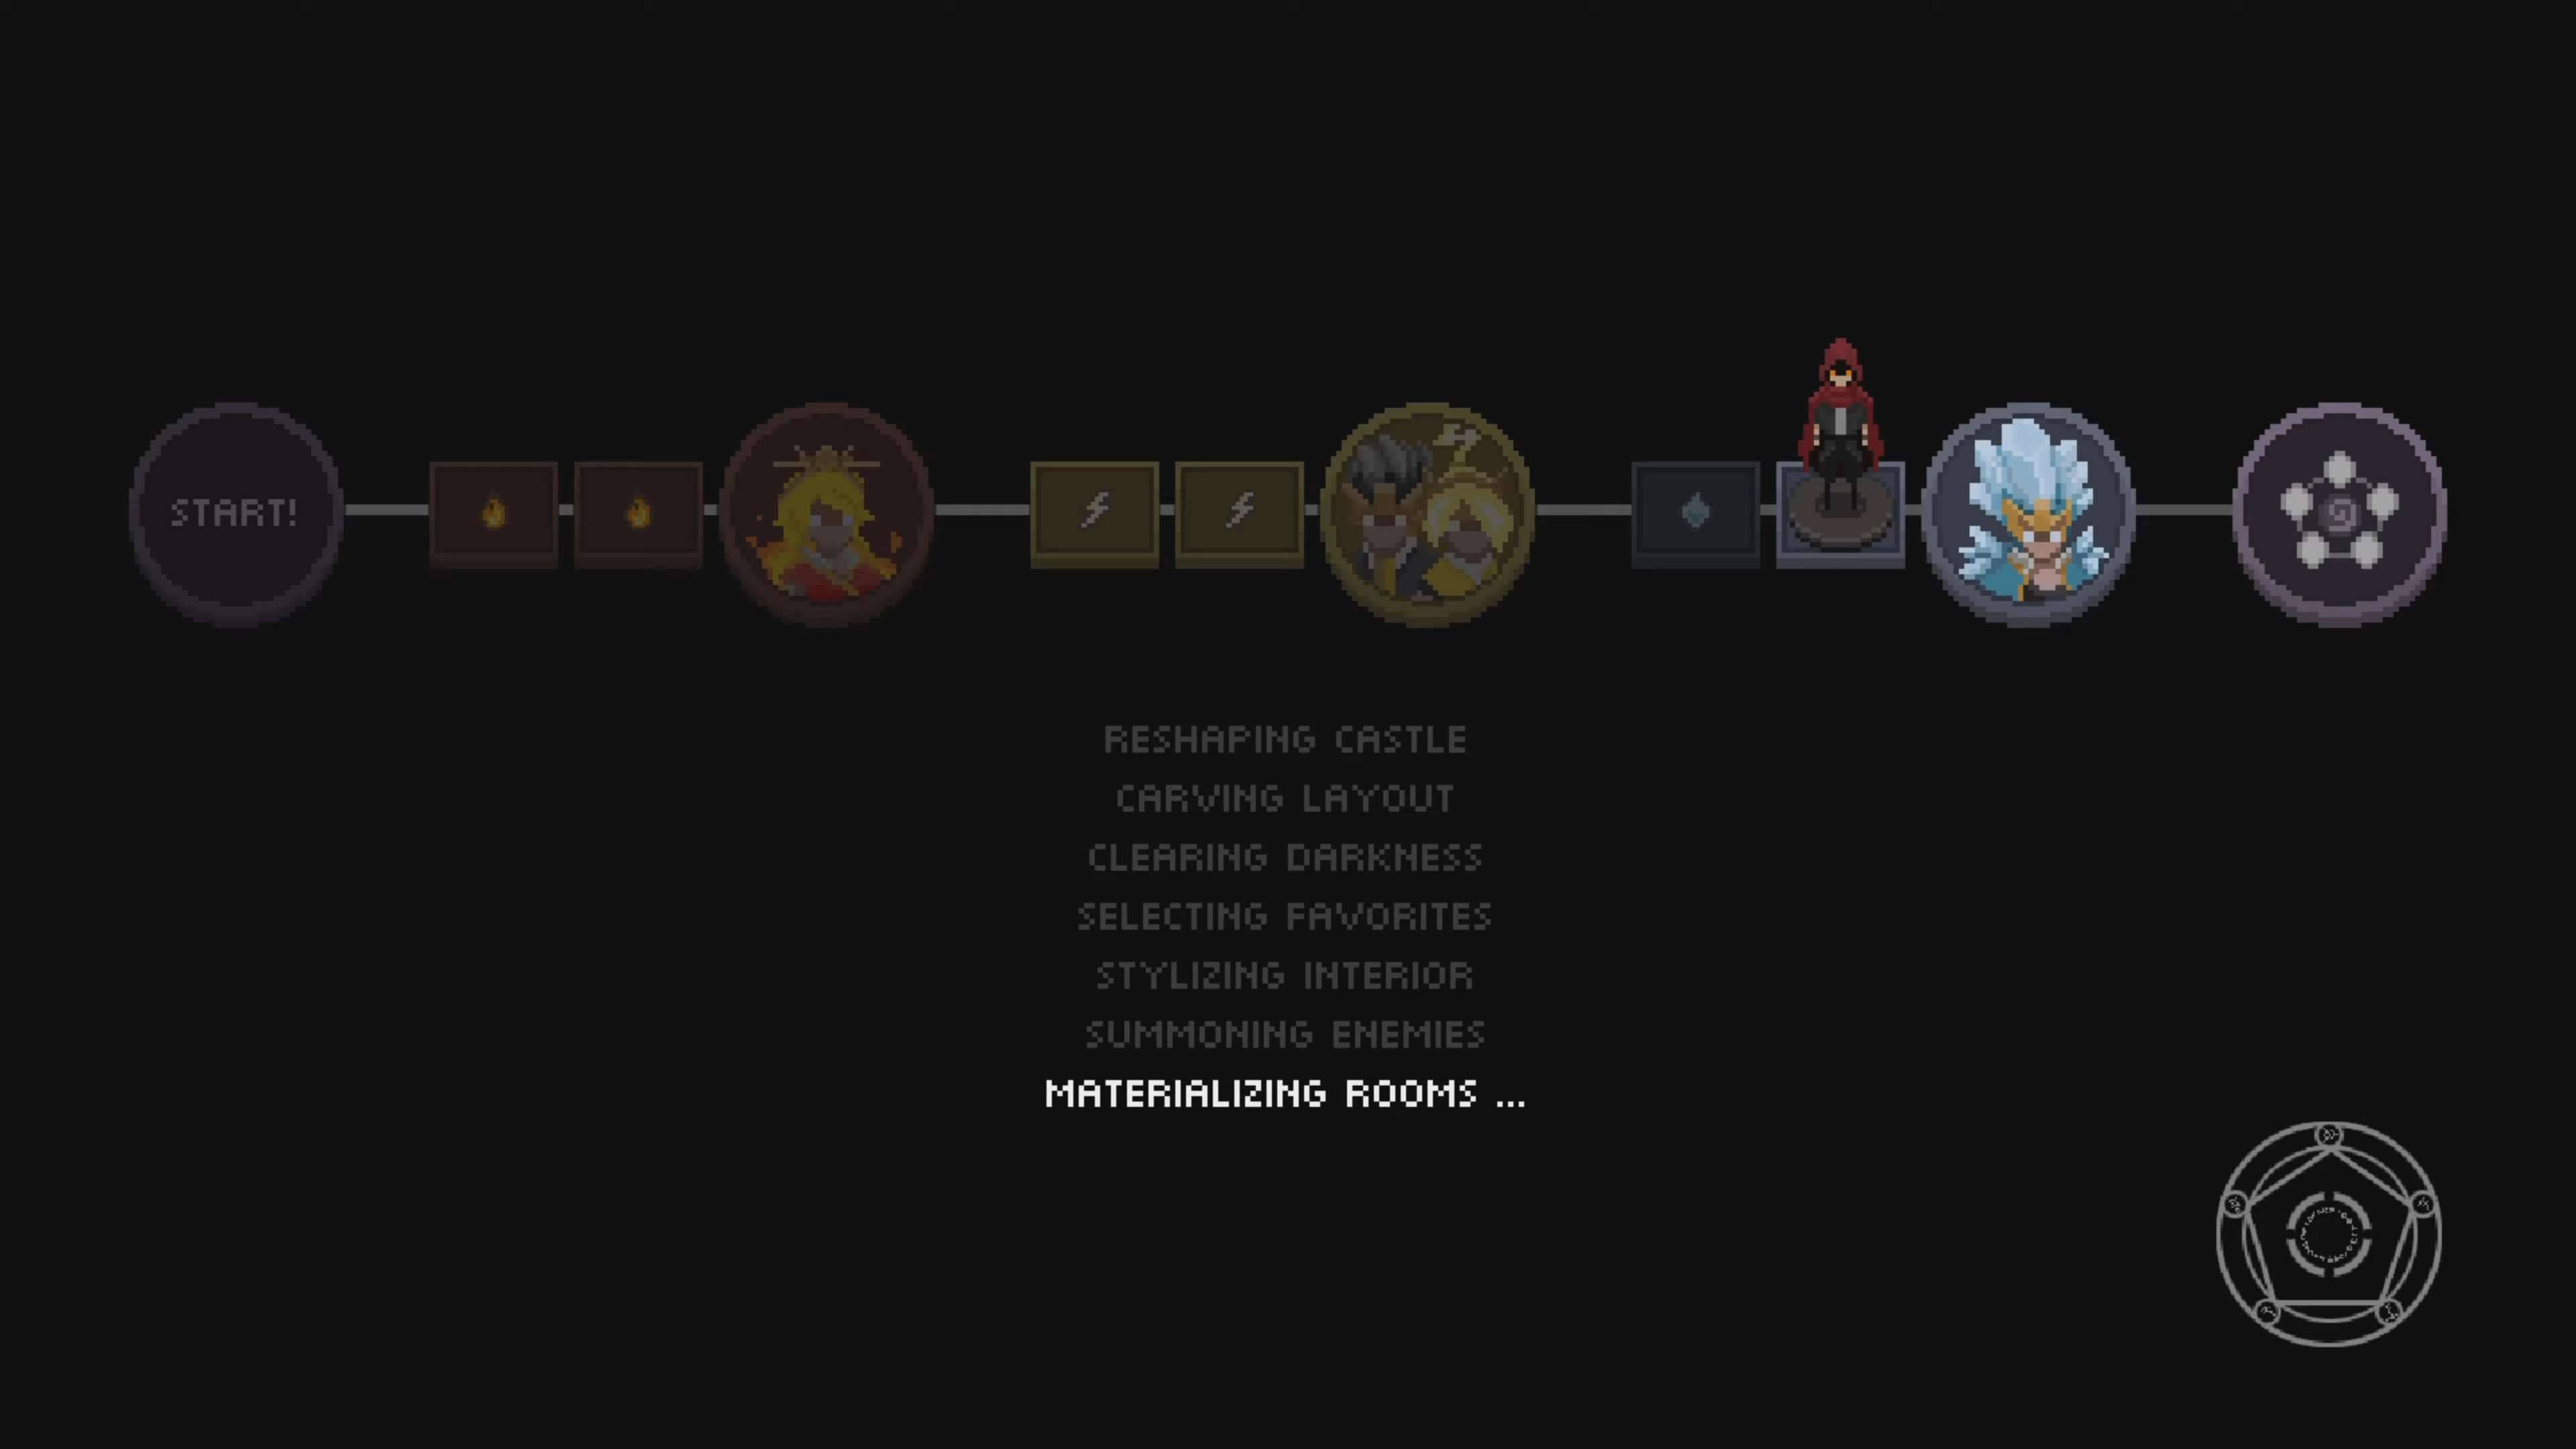 START!
RESHAPING CASTLE
CARVING LAYOUT
CLEARING DARKNESS
SELECTING FAVORITES
STYLIZING INTERIOR
SUMMONING ENEMIES
MATERIALIZING ROOMS ...